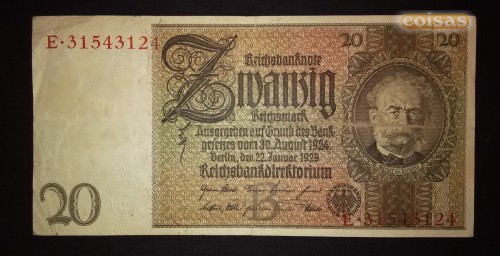 coisas
E·31543124
Reichsbanknote
20 20
Zwanzig
Reichsmark
Ausgegeben auf Grund des Bank-
gesetzes vom 30. August 1924
Berlin, den 22. Januar 1929
Reichsbankdirektorium
20
B
E·31543124